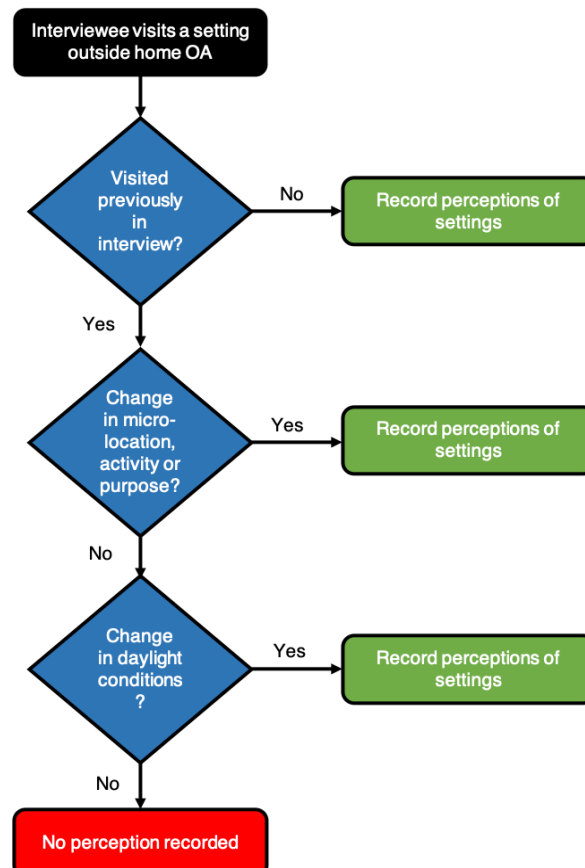 Interviewee visits a setting
outside home OA
Visited
previously
in
interview?
No
Record perceptions of
settings
Yes
Change
in micro-
location,
activity or
purpose?
Yes
Record perceptions of
settings
No
Change
in daylight
conditions
?
Yes
Record perceptions of
settings
No
No perception recorded